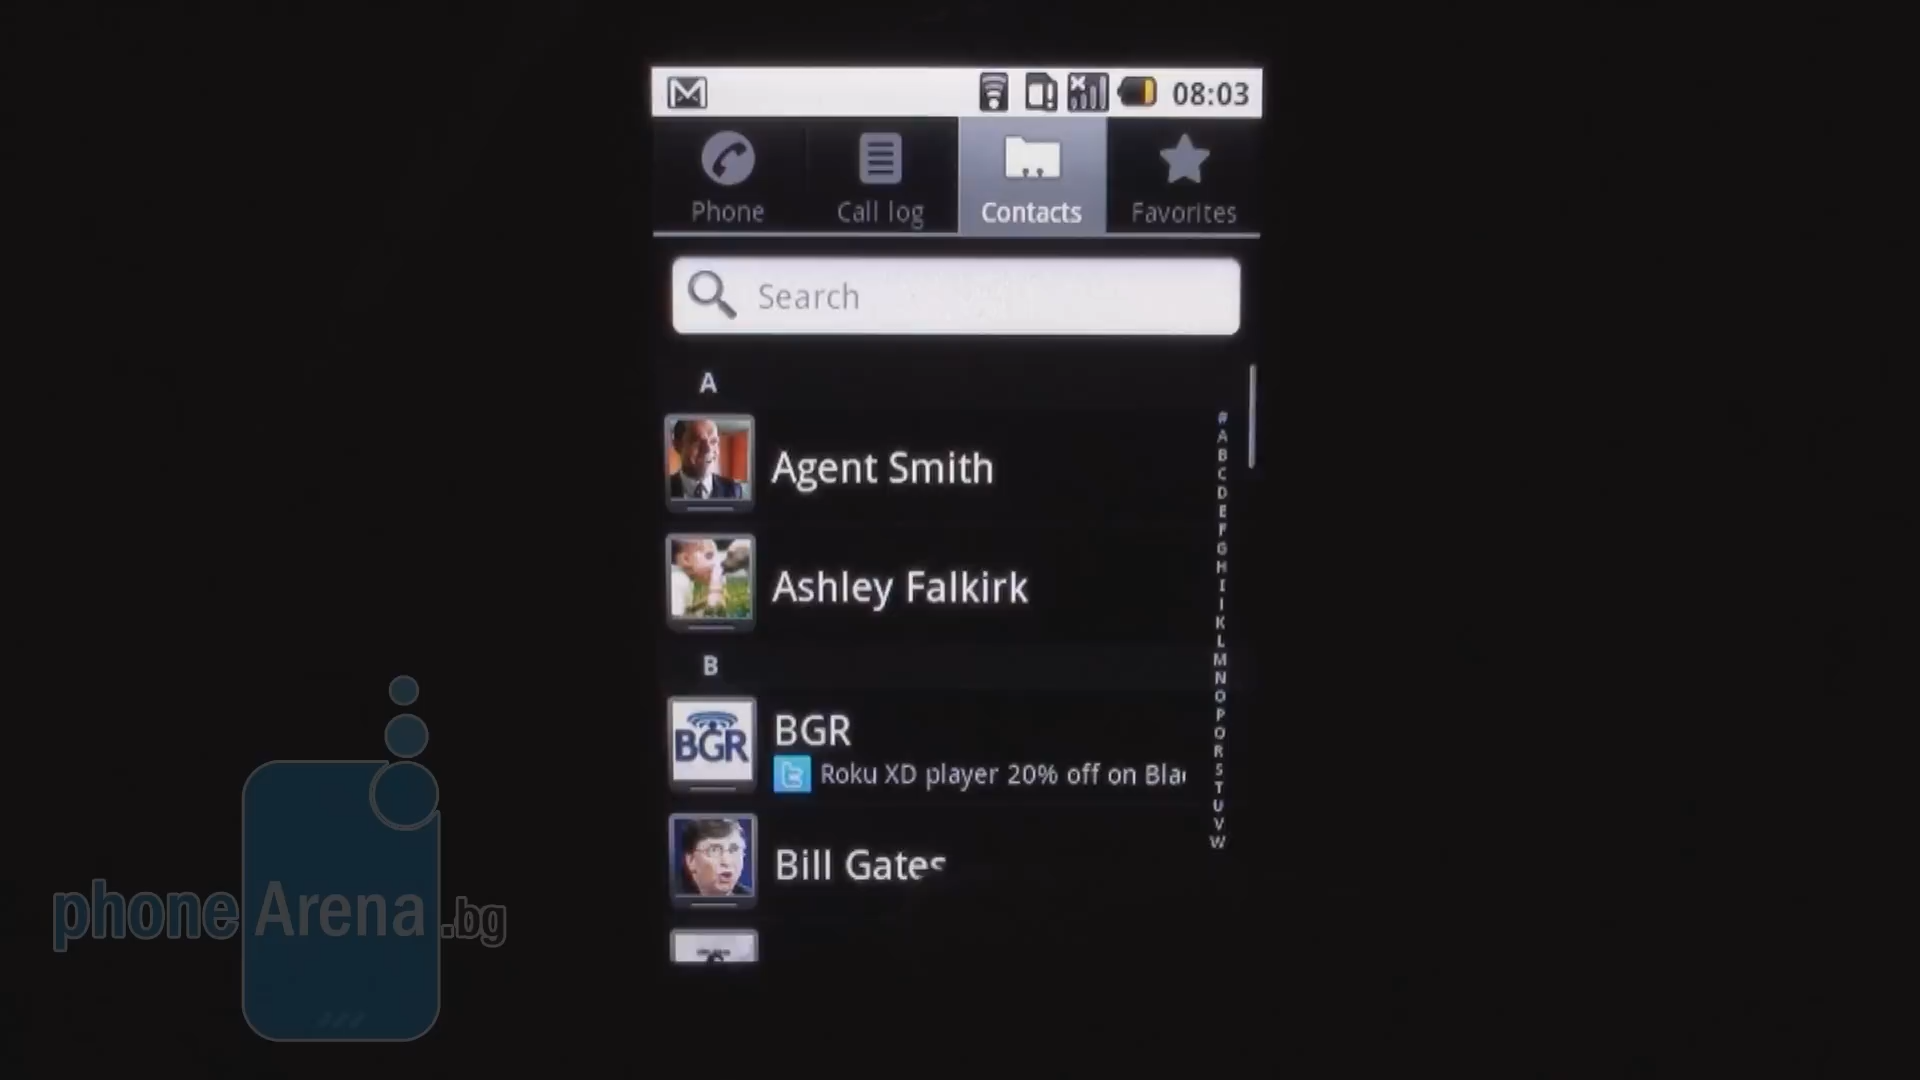 08:03
Phone
Call log
Contacts
Favorites
Search
A
Agent Smith
Ashley Falkirk
B
BGR
BGR
Roku XD player 20% off on Bla
Bill Gates
#
A
B
C
D
E
F
G
H
I
J
K
L
M
N
O
P
Q
R
S
T
U
V
W
phoneArena.bg